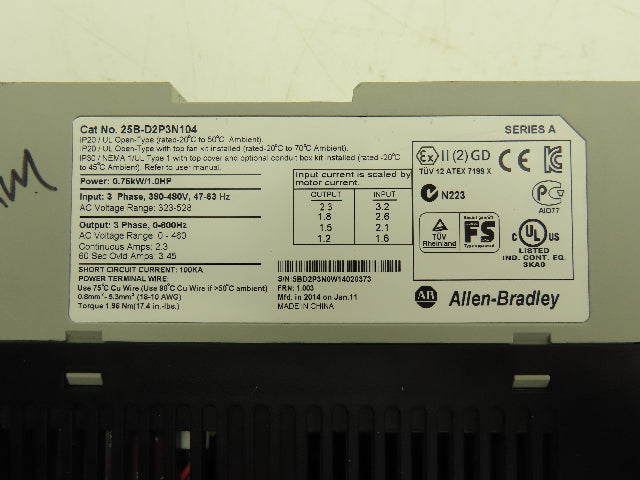 Cat No. 25B-D2P3N104
SERIES A
IP20 / UL Open-Type (rated-20°C to 50°C Ambient).
IP20 / UL Open-Type with top fan kit installed (rated -20°C to 70°C Ambient).
IP30 / NEMA 1/UL Type 1 with top cover and optional conduit box kit installed (rated -20°C
to 45°C Ambient). Refer to user manual.
Power: 0.75kW/1.0HP
Input: 3 Phase, 380-480V, 47-63 Hz
AC Voltage Range: 323-528
Output: 3 Phase, 0-500Hz
AC Voltage Range: 0 - 460
Continuous Amps: 2.3
60 Sec Ovld Amps: 3.45
SHORT CIRCUIT CURRENT: 100KA
POWER TERMINAL WIRE:
Use 75°C Cu Wire (Use 90°C Cu Wire if >50°C ambient)
0.8mm² - 5.3mm² (18-10 AWG)
Torque 1.96 Nm(17.4 in.-lbs.)
Input current is scaled by
motor current.
OUTPUT INPUT
2.3 3.2
1.8 2.6
1.5 2.1
1.2 1.6
S/N:5BD2P3N0W14020373
FRN: 1.003
Mfd. in 2014 on Jan.11
MADE IN CHINA
Ex II (2) GD
TÜV 12 ATEX 7199 X
CE
N223
AЮ77
TÜV
Rheinland
FS
c UL US
LISTED
IND. CONT. EQ.
3KA0
AB Allen-Bradley